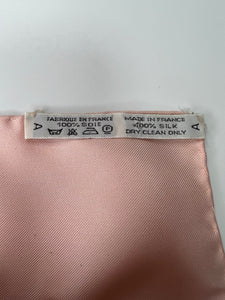 FABRIQUE EN FRANCE
100% SOIE
MADE IN FRANCE
100% SILK
DRY CLEAN ONLY
A
A